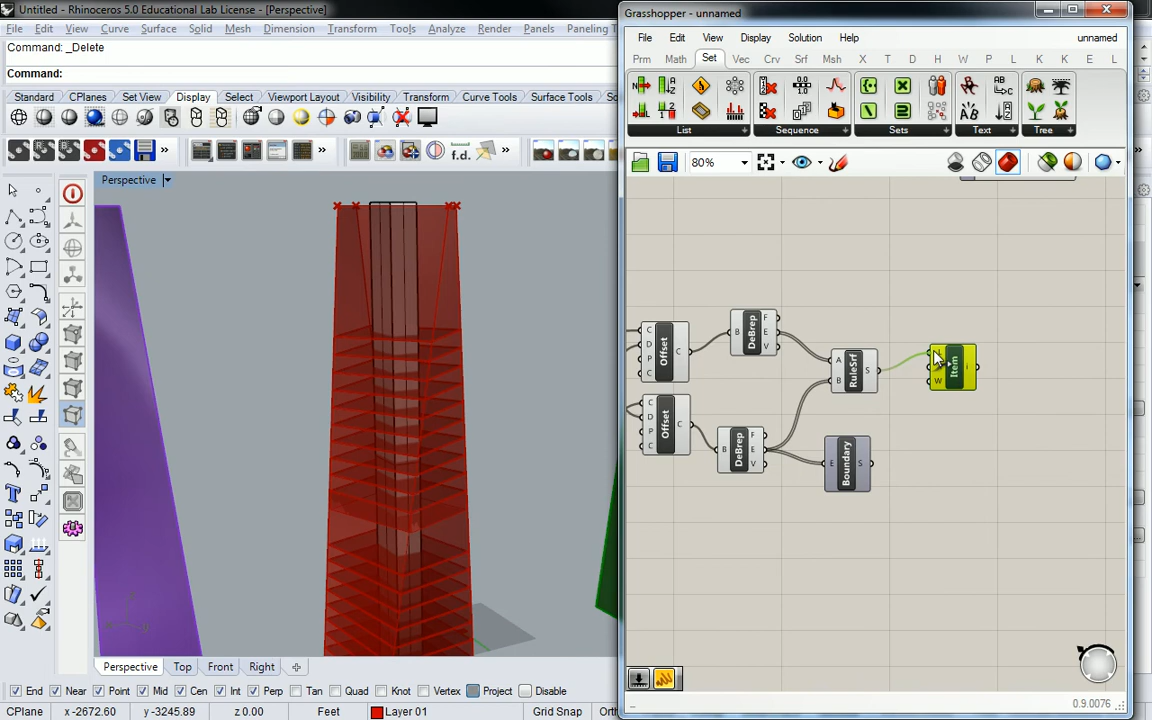 Untitled - Rhinoceros 5.0 Educational Lab License - [Perspective]
File Edit View Curve Surface Solid Mesh Dimension Transform Tools Analyze Render Panels Paneling T
Command: _Delete
Command:
Standard CPlanes Set View Display Select Viewport Layout Visibility Transform Curve Tools Surface Tools So
f.d.
Perspective
Perspective Top Front Right
End Near Point Mid Cen Int Perp Tan Quad Knot Vertex Project Disable
CPlane x -2672.60 y -3245.89 z 0.00 Feet Layer 01 Grid Snap Orth
Grasshopper - unnamed
File Edit View Display Solution Help unnamed
Prm Math Set Vec Crv Srf Msh X T D H W P L K E L
List Sequence Sets Text Tree
80%
C D P C Offset C
B DeBrep F E V
A B RuleSrf S
L W Item i
C D P C Offset C
B DeBrep F E V
E Boundary S
0.9.0076